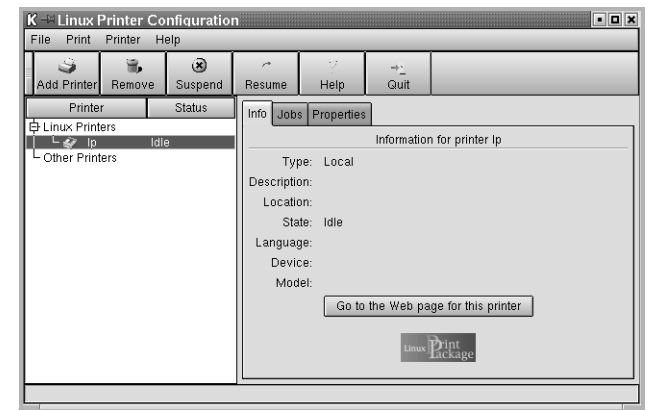 K Linux Printer Configuration
File Print Printer Help
Add Printer Remove Suspend Resume Help Quit
Printer Status
Linux Printers
lp Idle
Other Printers
Info Jobs Properties
Information for printer lp
Type: Local
Description:
Location:
State: Idle
Language:
Device:
Model:
Go to the Web page for this printer
Linux Print
Package